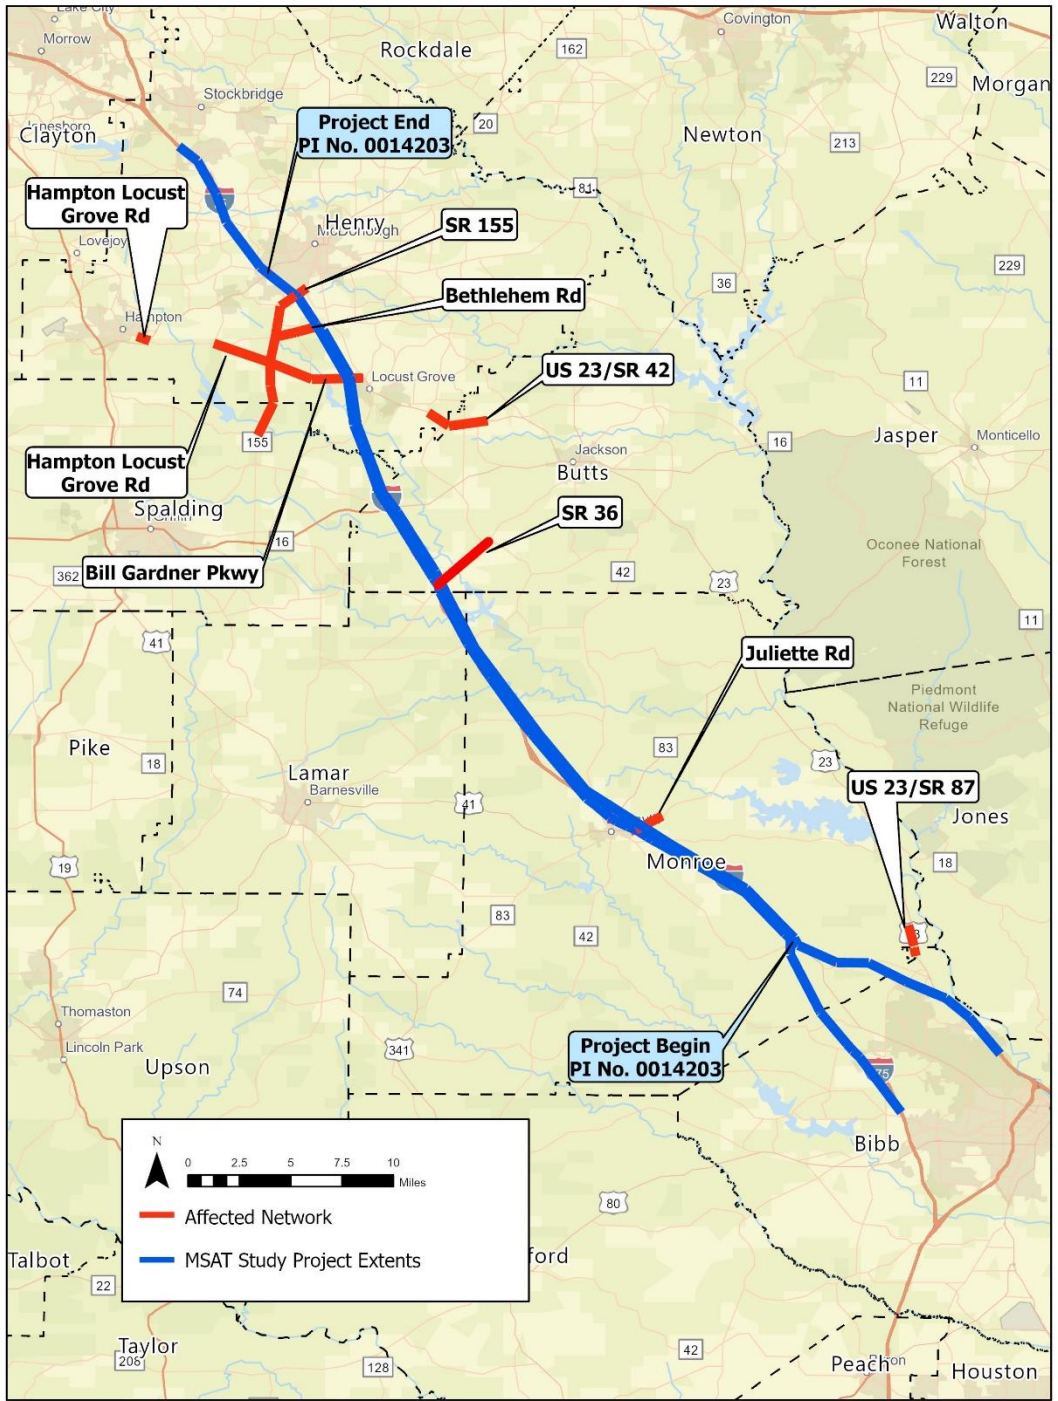 Lake City
Morrow
Rockdale
162
Covington
Walton
229
Morgan
Stockbridge
Clayton
Project End
PI No. 0014203
20
Newton
213
Hampton Locust
Grove Rd
81
Henry
McDonough
SR 155
Lovejoy
229
36
Bethlehem Rd
Hampton
US 23/SR 42
Locust Grove
11
155
16
Jasper
Monticello
Hampton Locust
Grove Rd
Jackson
Butts
Spalding
SR 36
16
Oconee National
Forest
362
Bill Gardner Pkwy
42
23
11
41
Juliette Rd
Piedmont
National Wildlife
Refuge
Pike
18
83
23
Lamar
Barnesville
41
US 23/SR 87
Jones
19
Monroe
18
83
42
74
Thomaston
Lincoln Park
341
Project Begin
PI No. 0014203
Upson
75
Bibb
N
0 2.5 5 7.5 10
Miles
80
Affected Network
MSAT Study Project Extents
Talbot
ford
22
Taylor
206
128
42
Peach
Houston